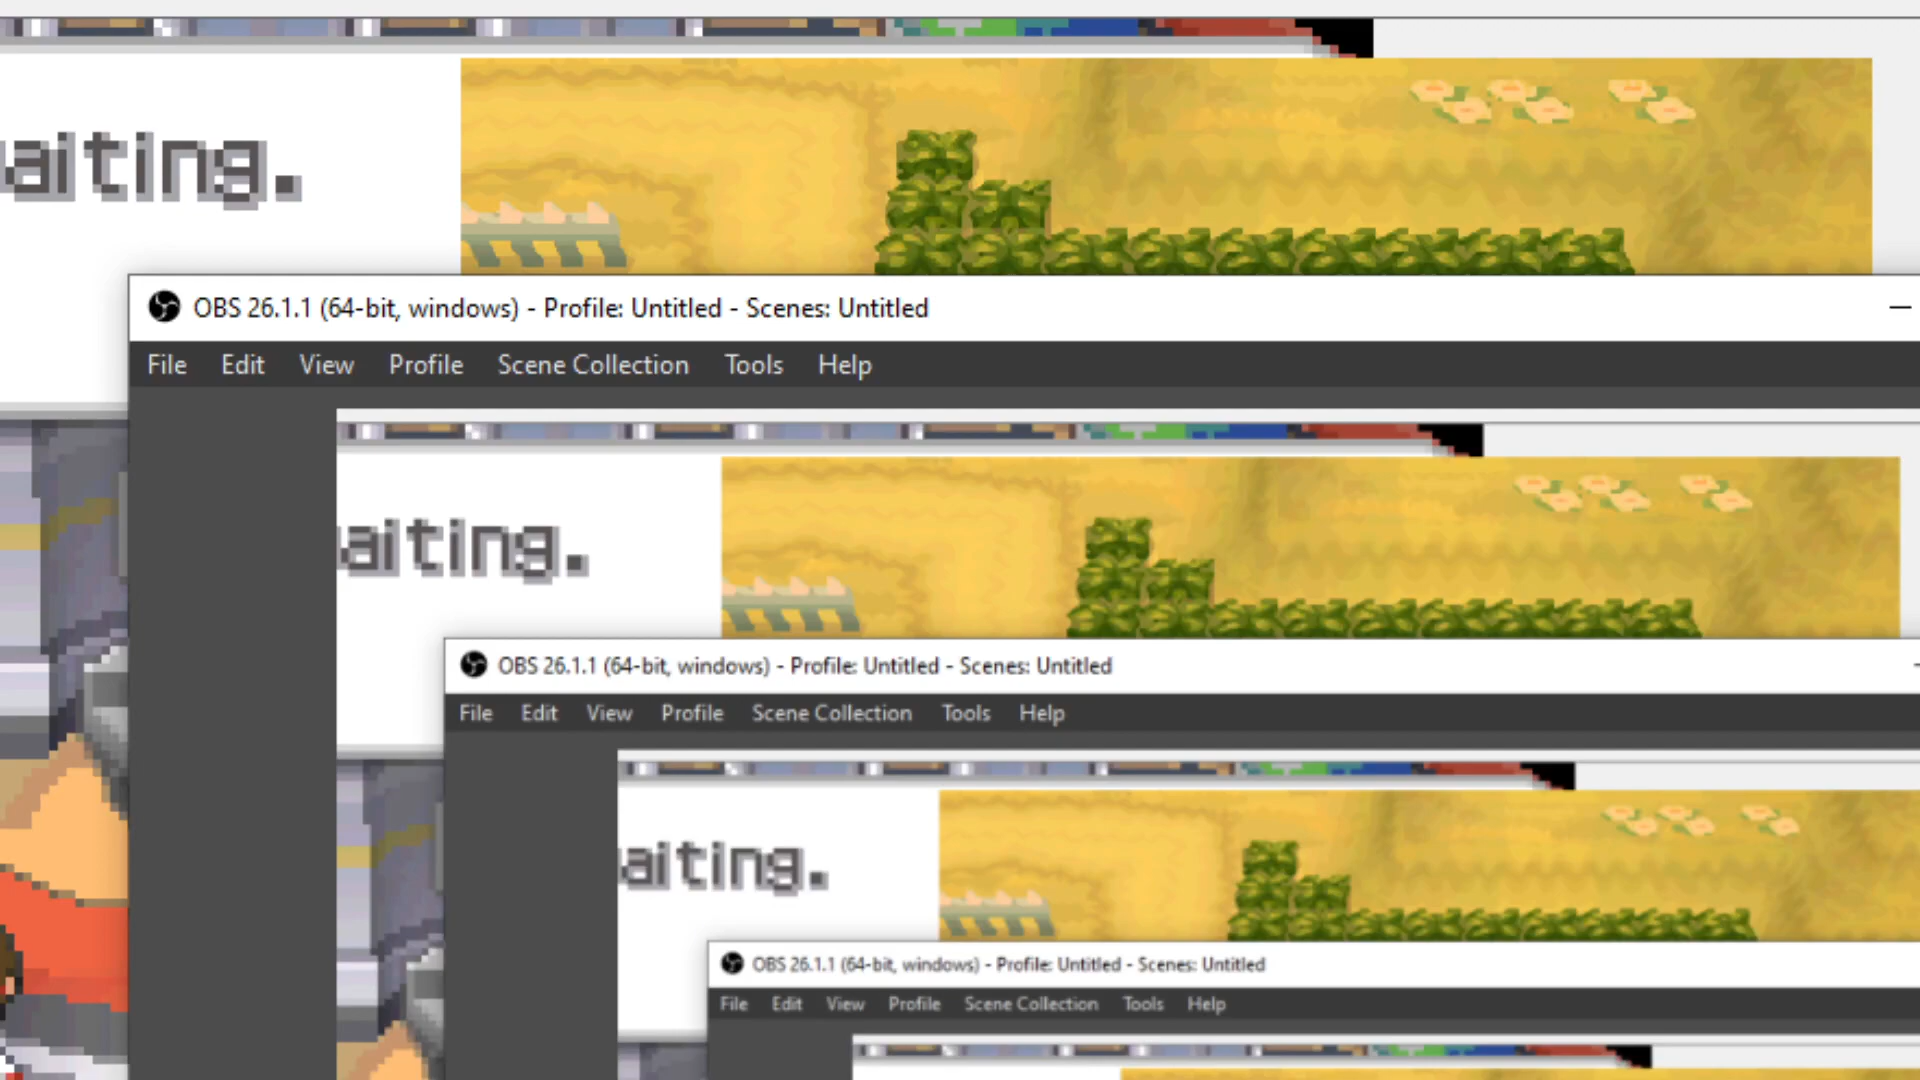 aiting.
OBS 26.1.1 (64-bit, windows) - Profile: Untitled - Scenes: Untitled
File Edit View Profile Scene Collection Tools Help
aiting.
OBS 26.1.1 (64-bit, windows) - Profile: Untitled - Scenes: Untitled
File Edit View Profile Scene Collection Tools Help
aiting.
OBS 26.1.1 (64-bit, windows) - Profile: Untitled - Scenes: Untitled
File Edit View Profile Scene Collection Tools Help